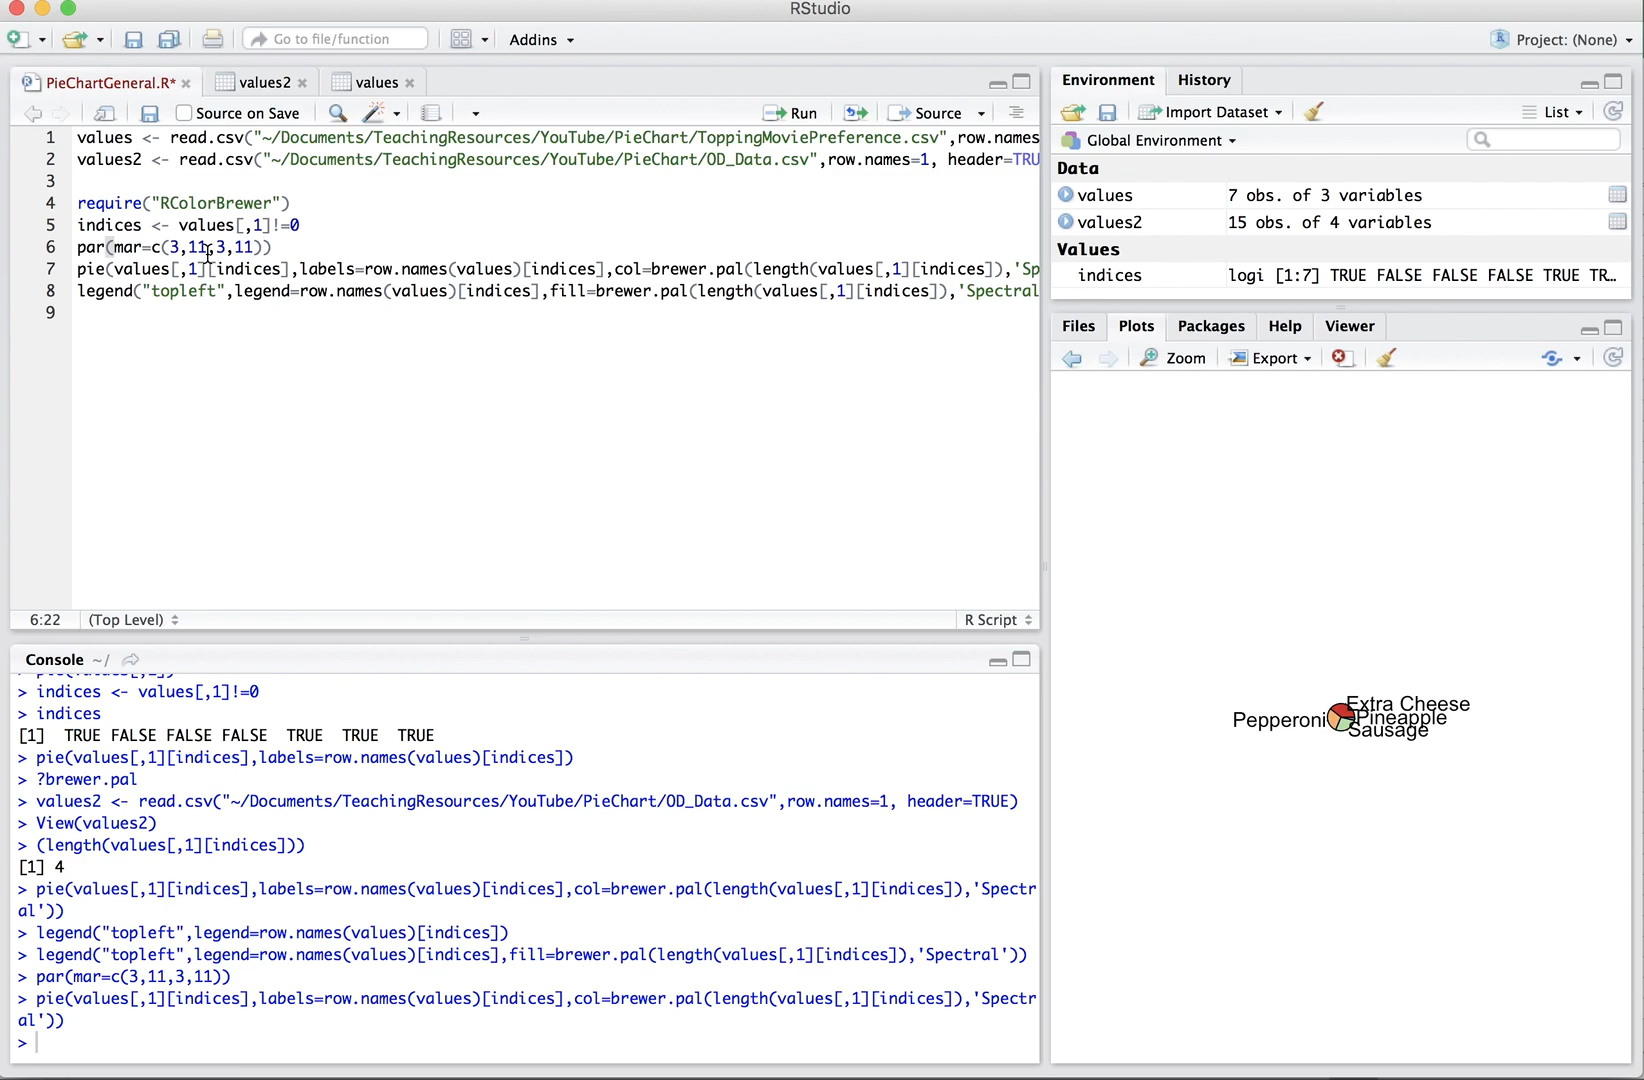 RStudio
Go to file/function
Addins
Project: (None)
PieChartGeneral.R*
values2
values
Source on Save
Run
Source
1 values <- read.csv("~/Documents/TeachingResources/YouTube/PieChart/ToppingMoviePreference.csv",row.names
2 values2 <- read.csv("~/Documents/TeachingResources/YouTube/PieChart/OD_Data.csv",row.names=1, header=TRU
3
4 require("RColorBrewer")
5 indices <- values[,1]!=0
6 par(mar=c(3,11,3,11))
7 pie(values[,1][indices],labels=row.names(values)[indices],col=brewer.pal(length(values[,1][indices]),'Sp
8 legend("topleft",legend=row.names(values)[indices],fill=brewer.pal(length(values[,1][indices]),'Spectral
9
6:22 (Top Level) R Script
Console ~/
> indices <- values[,1]!=0
> indices
[1] TRUE FALSE FALSE FALSE TRUE TRUE TRUE
> pie(values[,1][indices],labels=row.names(values)[indices])
> ?brewer.pal
> values2 <- read.csv("~/Documents/TeachingResources/YouTube/PieChart/OD_Data.csv",row.names=1, header=TRUE)
> View(values2)
> (length(values[,1][indices]))
[1] 4
> pie(values[,1][indices],labels=row.names(values)[indices],col=brewer.pal(length(values[,1][indices]),'Spectr
al'))
> legend("topleft",legend=row.names(values)[indices])
> legend("topleft",legend=row.names(values)[indices],fill=brewer.pal(length(values[,1][indices]),'Spectral'))
> par(mar=c(3,11,3,11))
> pie(values[,1][indices],labels=row.names(values)[indices],col=brewer.pal(length(values[,1][indices]),'Spectr
al'))
>
Environment History
Import Dataset List
Global Environment
Data
values 7 obs. of 3 variables
values2 15 obs. of 4 variables
Values
indices logi [1:7] TRUE FALSE FALSE FALSE TRUE TR...
Files Plots Packages Help Viewer
Zoom Export
Extra Cheese
Pepperoni
Pineapple
Sausage